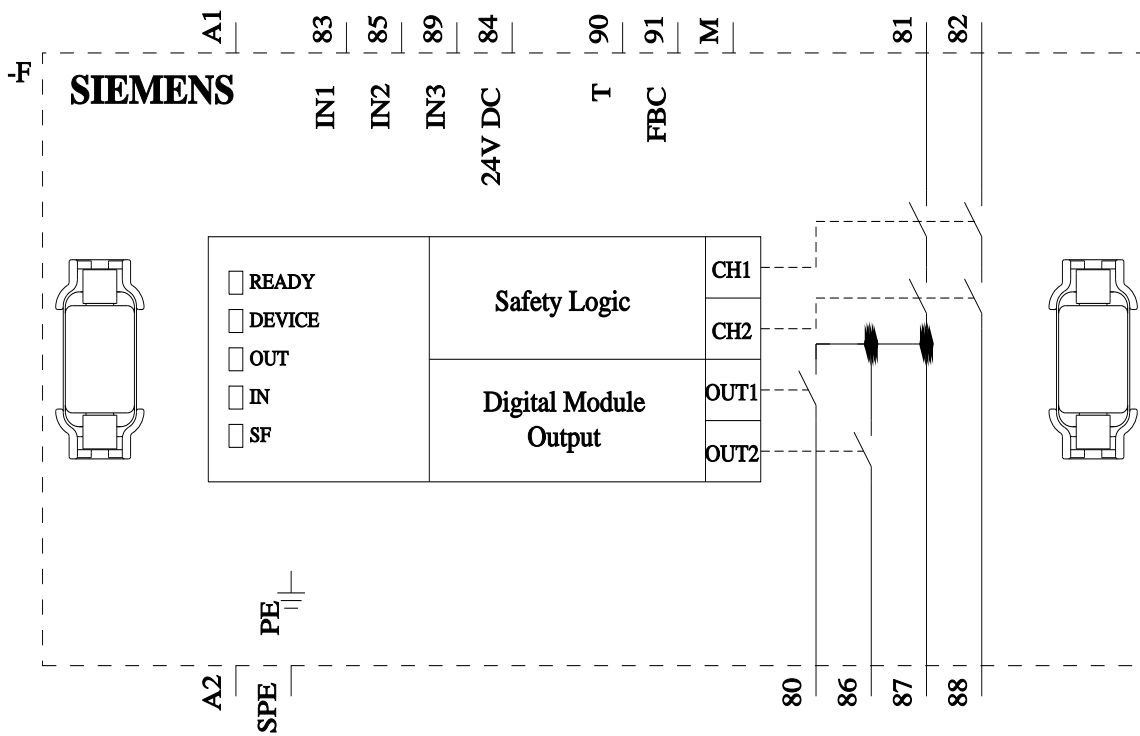 A1
83
85
89
84
90
91
M
81
82
-F
SIEMENS
IN1
IN2
IN3
24V DC
T
FBC
READY
DEVICE
OUT
IN
SF
Safety Logic
Digital Module
Output
CH1
CH2
OUT1
OUT2
PE
A2
SPE
80
86
87
88